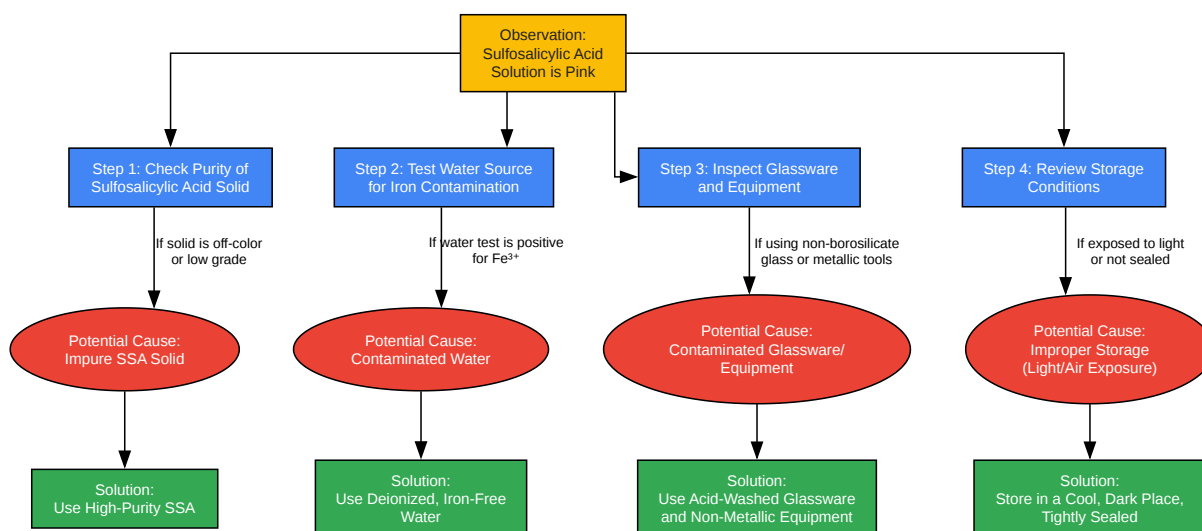 Observation:
Sulfosalicylic Acid
Solution is Pink
Step 1: Check Purity of
Sulfosalicylic Acid Solid
Step 2: Test Water Source
for Iron Contamination
Step 3: Inspect Glassware
and Equipment
Step 4: Review Storage
Conditions
If solid is off-color
or low grade
If water test is positive
for Fe³⁺
If using non-borosilicate
glass or metallic tools
If exposed to light
or not sealed
Potential Cause:
Impure SSA Solid
Potential Cause:
Contaminated Water
Potential Cause:
Contaminated Glassware/
Equipment
Potential Cause:
Improper Storage
(Light/Air Exposure)
Solution:
Use High-Purity SSA
Solution:
Use Deionized, Iron-Free
Water
Solution:
Use Acid-Washed Glassware
and Non-Metallic Equipment
Solution:
Store in a Cool, Dark Place,
Tightly Sealed